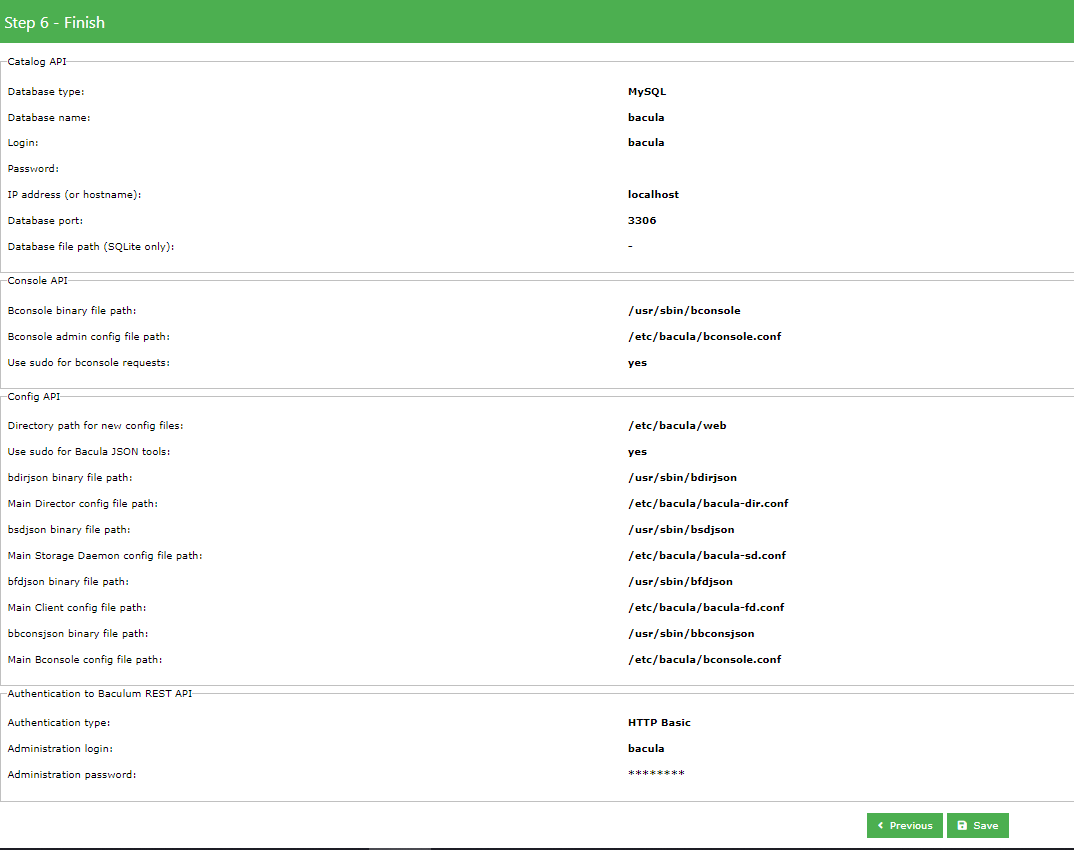 Step 6 - Finish
Catalog API
Database type: MySQL
Database name: bacula
Login: bacula
Password:
IP address (or hostname): localhost
Database port: 3306
Database file path (SQLite only): -
Console API
Bconsole binary file path: /usr/sbin/bconsole
Bconsole admin config file path: /etc/bacula/bconsole.conf
Use sudo for bconsole requests: yes
Config API
Directory path for new config files: /etc/bacula/web
Use sudo for Bacula JSON tools: yes
bdirjson binary file path: /usr/sbin/bdirjson
Main Director config file path: /etc/bacula/bacula-dir.conf
bsdjson binary file path: /usr/sbin/bsdjson
Main Storage Daemon config file path: /etc/bacula/bacula-sd.conf
bfdjson binary file path: /usr/sbin/bfdjson
Main Client config file path: /etc/bacula/bacula-fd.conf
bbconsjson binary file path: /usr/sbin/bbconsjson
Main Bconsole config file path: /etc/bacula/bconsole.conf
Authentication to Baculum REST API
Authentication type: HTTP Basic
Administration login: bacula
Administration password: ********
Previous Save